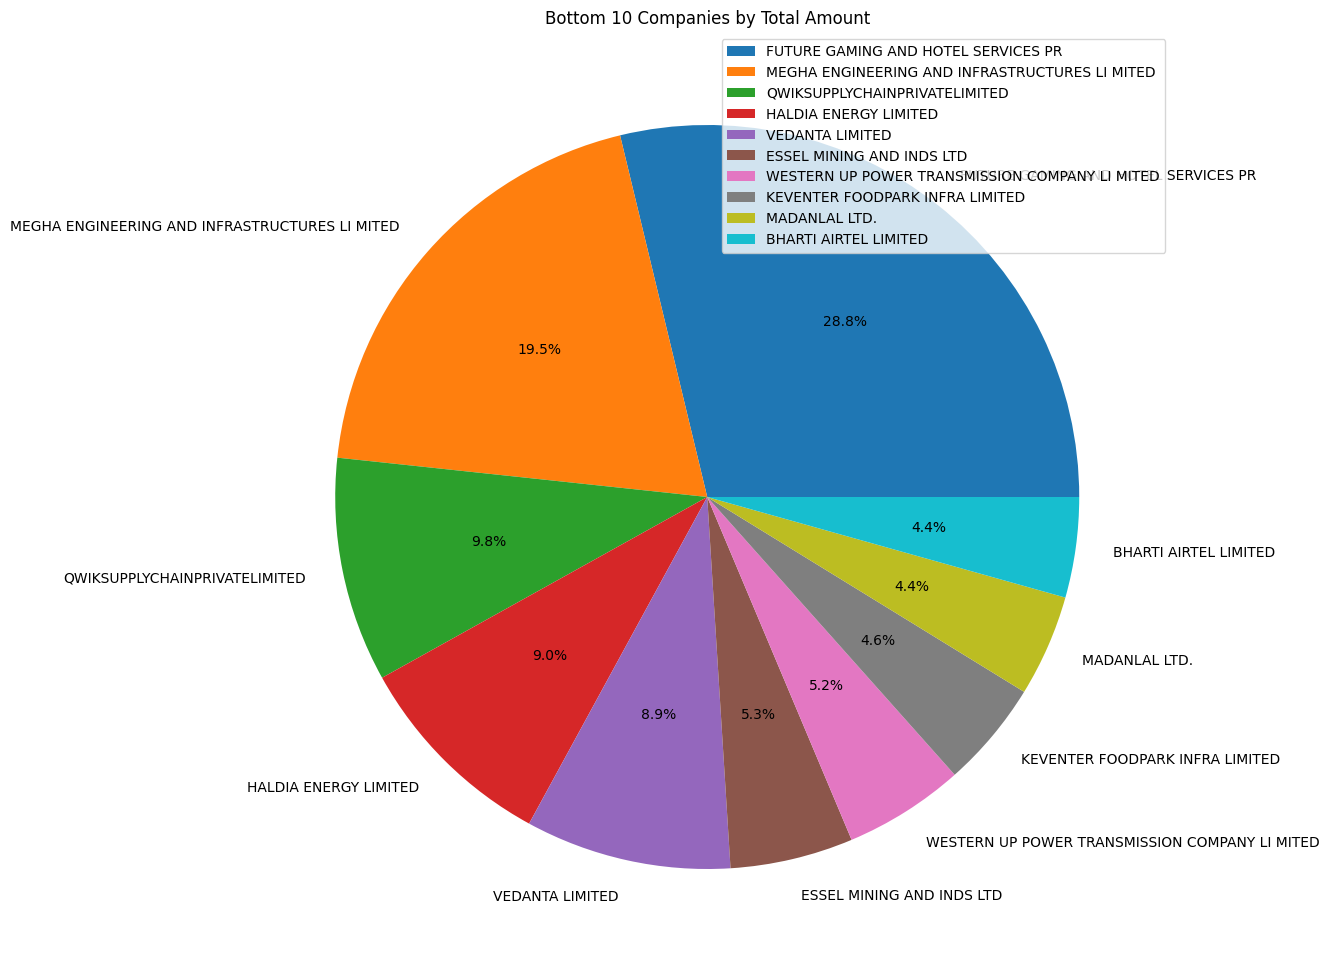 Bottom 10 Companies by Total Amount
FUTURE GAMING AND HOTEL SERVICES PR
MEGHA ENGINEERING AND INFRASTRUCTURES LI MITED
QWIKSUPPLYCHAINPRIVATELIMITED
HALDIA ENERGY LIMITED
VEDANTA LIMITED
ESSEL MINING AND INDS LTD
WESTERN UP POWER TRANSMISSION COMPANY LI MITED
KEVENTER FOODPARK INFRA LIMITED
MADANLAL LTD.
BHARTI AIRTEL LIMITED
SERVICES PR
MEGHA ENGINEERING AND INFRASTRUCTURES LI MITED
28.8%
19.5%
9.8%
4.4%
BHARTI AIRTEL LIMITED
QWIKSUPPLYCHAINPRIVATELIMITED
4.4%
4.6%
9.0%
MADANLAL LTD.
5.2%
8.9%
5.3%
KEVENTER FOODPARK INFRA LIMITED
HALDIA ENERGY LIMITED
WESTERN UP POWER TRANSMISSION COMPANY LI MITED
VEDANTA LIMITED
ESSEL MINING AND INDS LTD